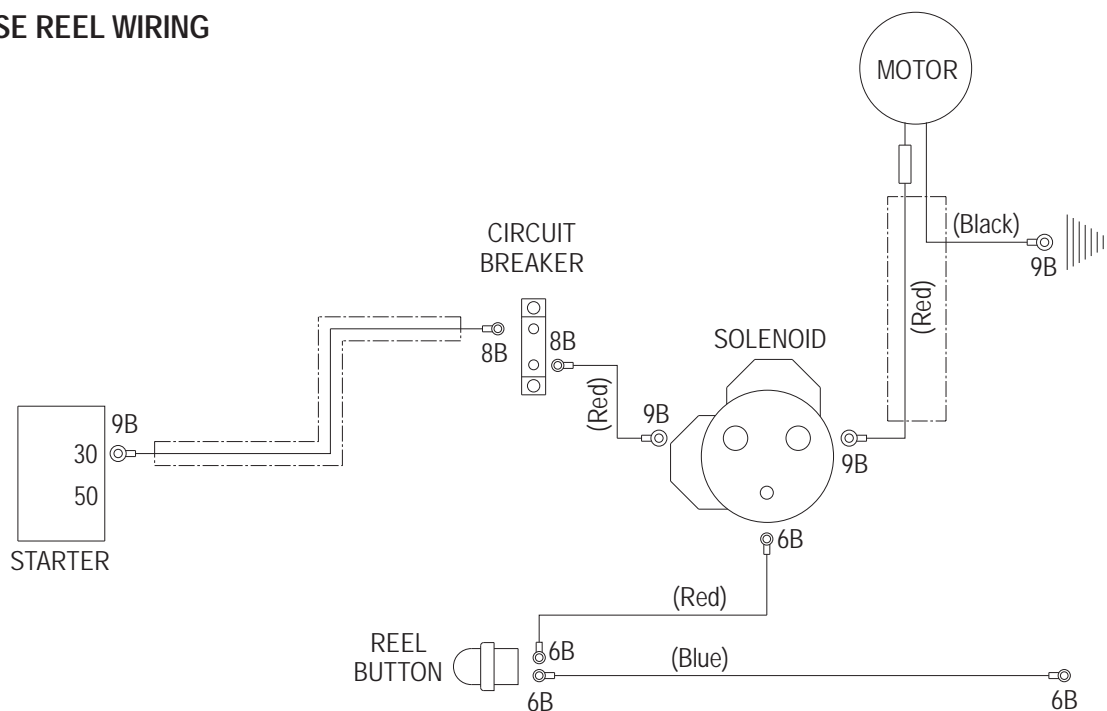 SE REEL WIRING
MOTOR
(Black)
9B
CIRCUIT
BREAKER
(Red)
SOLENOID
8B
8B
9B
(Red)
9B
9B
30
50
STARTER
6B
(Red)
REEL
BUTTON
6B
(Blue)
6B
6B